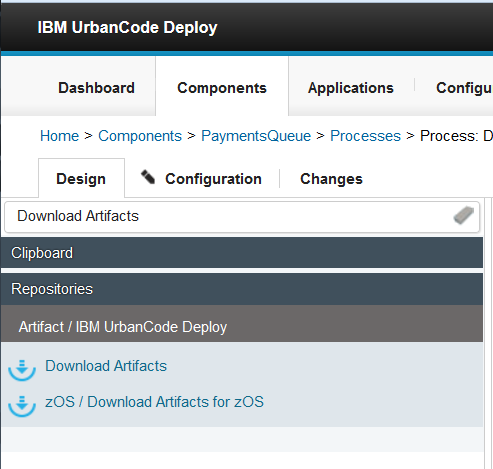 IBM UrbanCode Deploy
Dashboard Components Applications Configu
Home > Components > PaymentsQueue > Processes > Process: D
Design Configuration Changes
Download Artifacts
Clipboard
Repositories
Artifact / IBM UrbanCode Deploy
Download Artifacts
zOS / Download Artifacts for zOS